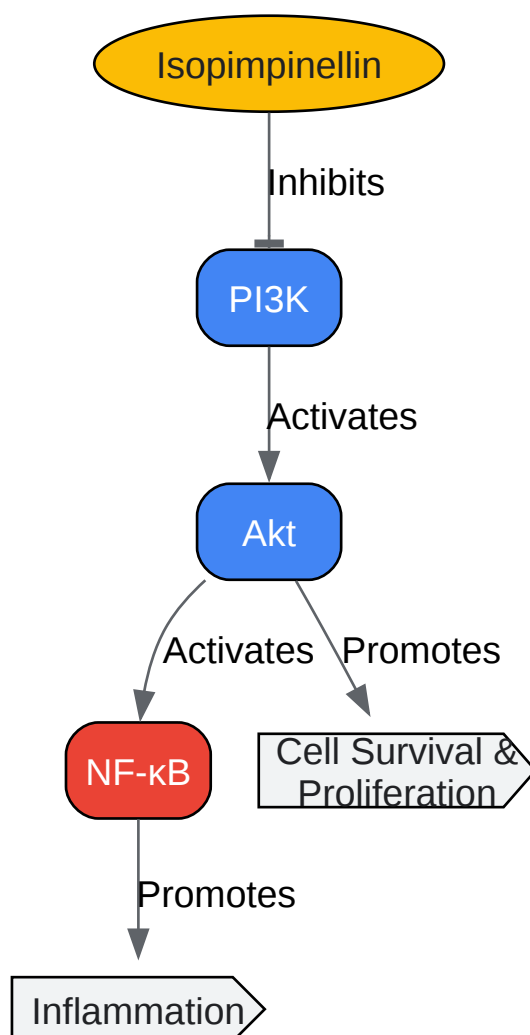 Isopimpinellin
Inhibits
PI3K
Activates
Akt
Activates
Promotes
NF-κB
Cell Survival &
Proliferation
Promotes
Inflammation